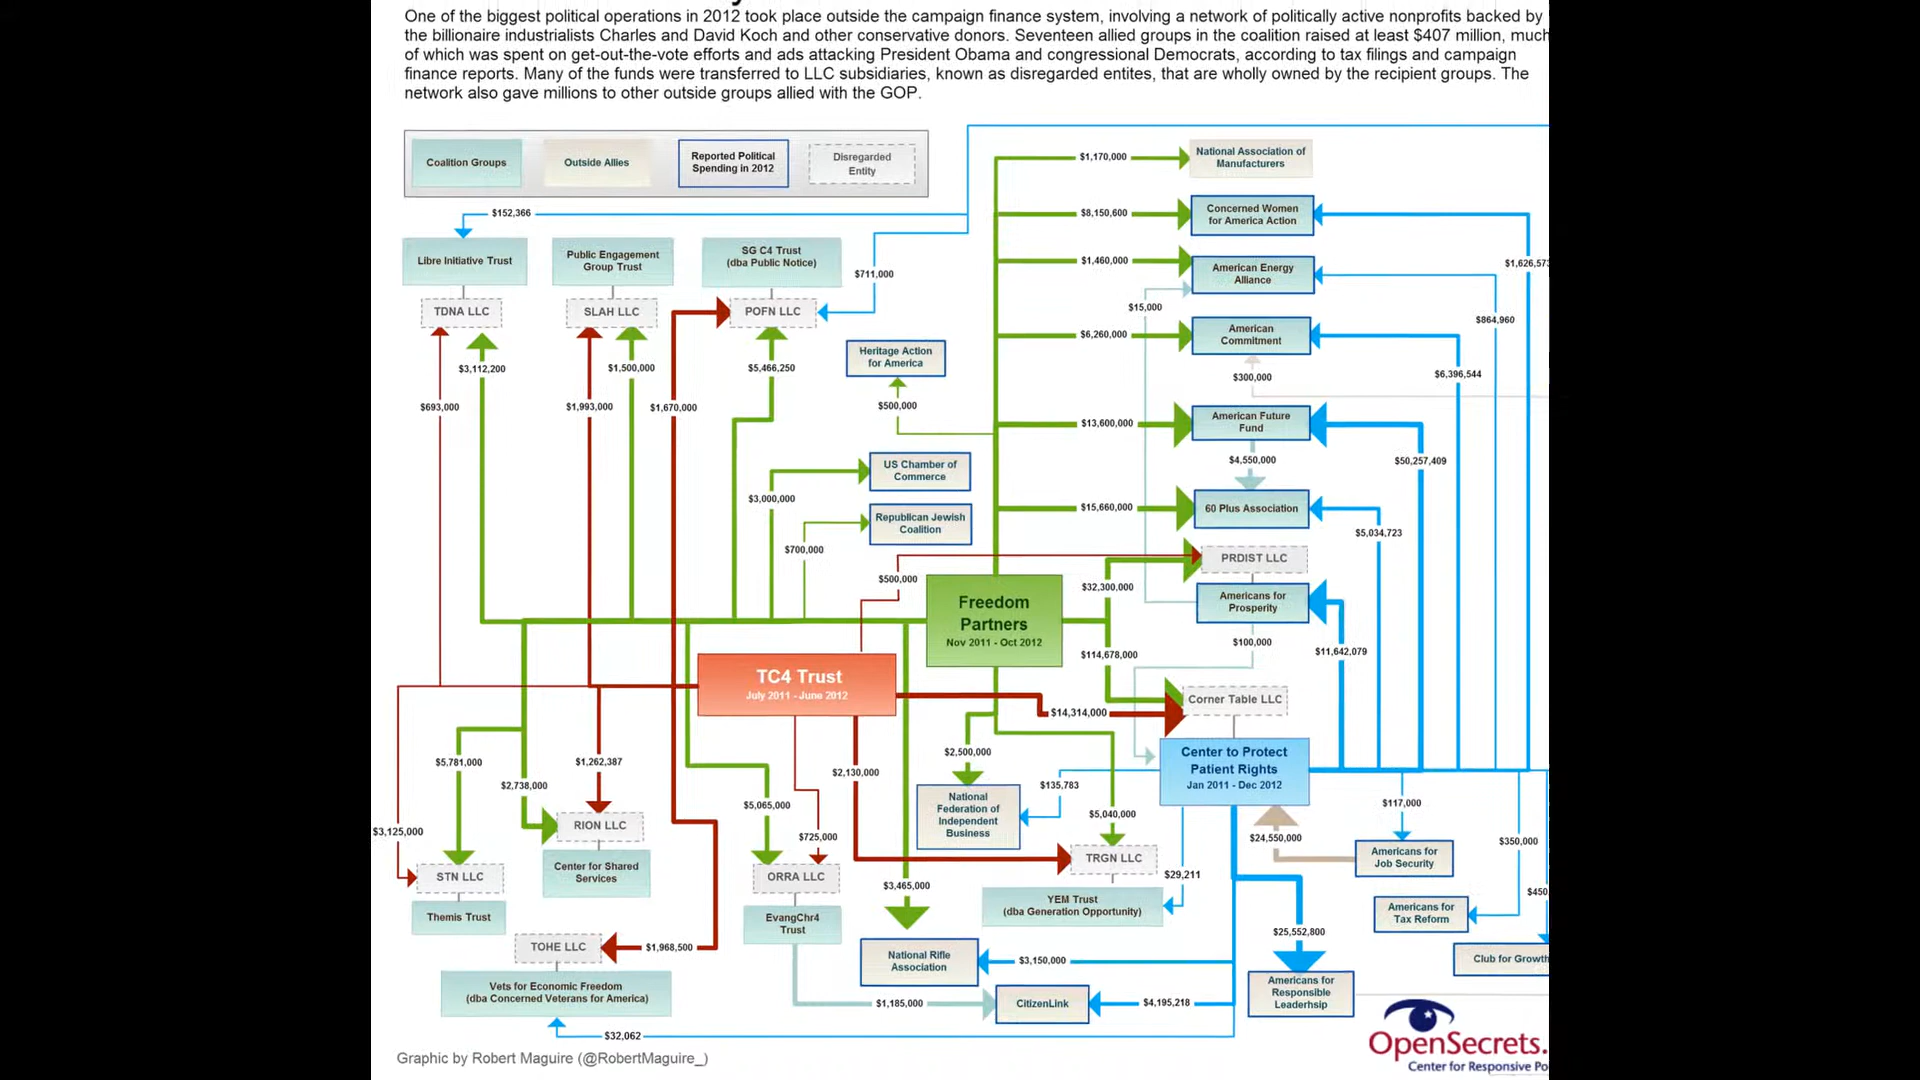 One of the biggest political operations in 2012 took place outside the campaign finance system, involving a network of politically active nonprofits backed by
the billionaire industrialists Charles and David Koch and other conservative donors. Seventeen allied groups in the coalition raised at least $407 million, much
of which was spent on get-out-the-vote efforts and ads attacking President Obama and congressional Democrats, according to tax filings and campaign
finance reports. Many of the funds were transferred to LLC subsidiaries, known as disregarded entites, that are wholly owned by the recipient groups. The
network also gave millions to other outside groups allied with the GOP.
Coalition Groups
Outside Allies
Reported Political
Spending in 2012
Disregarded
Entity
$1,170,000
National Association of
Manufacturers
$152,366
$8,150,600
Concerned Women
for America Action
Libre Initiative Trust
Public Engagement
Group Trust
SG C4 Trust
(dba Public Notice)
$711,000
$1,460,000
American Energy
Alliance
$1,626,573
TDNA LLC
SLAH LLC
POFN LLC
$15,000
$864,960
$6,260,000
American
Commitment
Heritage Action
for America
$3,112,200
$1,500,000
$5,466,250
$300,000
$6,396,544
$693,000
$1,993,000
$1,670,000
$500,000
$13,600,000
American Future
Fund
US Chamber of
Commerce
$4,550,000
$50,257,409
$3,000,000
$15,660,000
60 Plus Association
Republican Jewish
Coalition
$5,034,723
$700,000
PRDIST LLC
$500,000
$32,300,000
Americans for
Prosperity
Freedom
Partners
Nov 2011 - Oct 2012
$100,000
$114,678,000
$11,642,079
TC4 Trust
July 2011 - June 2012
Corner Table LLC
$14,314,000
$5,781,000
$1,262,387
$2,738,000
$2,130,000
$2,500,000
$135,783
Center to Protect
Patient Rights
Jan 2011 - Dec 2012
$5,065,000
$117,000
National
Federation of
Independent
Business
$5,040,000
$3,125,000
RION LLC
$725,000
$24,550,000
$350,000
Center for Shared
Services
TRGN LLC
Americans for
Job Security
STN LLC
ORRA LLC
$3,465,000
$29,211
$450,
Themis Trust
EvangChr4
Trust
YEM Trust
(dba Generation Opportunity)
Americans for
Tax Reform
TOHE LLC
$1,968,500
$25,552,800
National Rifle
Association
$3,150,000
Club for Growth
Vets for Economic Freedom
(dba Concerned Veterans for America)
$1,185,000
CitizenLink
$4,195,218
Americans for
Responsible
Leaderhsip
$32,062
Graphic by Robert Maguire (@RobertMaguire_)
OpenSecrets.
Center for Responsive Po